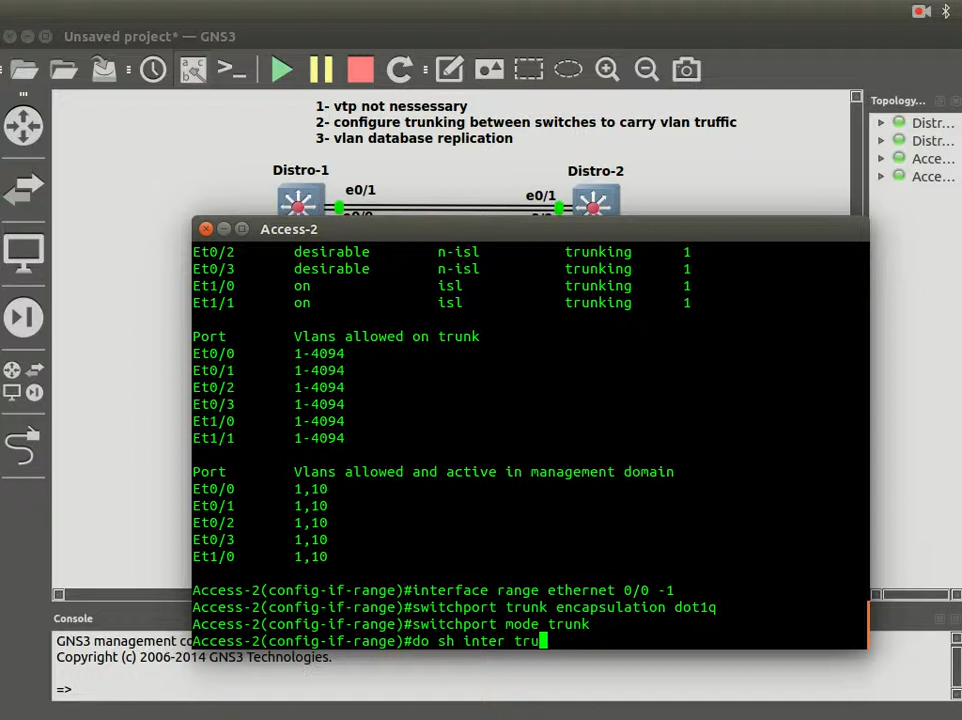 Unsaved project* — GNS3
Topology...
1- vtp not nessessary
2- configure trunking between switches to carry vlan truffic
3- vlan database replication
Distr...
Distr...
Acce...
Acce...
Distro-1
Distro-2
e0/1
e0/1
Access-2
Et0/2 desirable n-isl trunking 1
Et0/3 desirable n-isl trunking 1
Et1/0 on isl trunking 1
Et1/1 on isl trunking 1
Port Vlans allowed on trunk
Et0/0 1-4094
Et0/1 1-4094
Et0/2 1-4094
Et0/3 1-4094
Et1/0 1-4094
Et1/1 1-4094
Port Vlans allowed and active in management domain
Et0/0 1,10
Et0/1 1,10
Et0/2 1,10
Et0/3 1,10
Et1/0 1,10
Access-2(config-if-range)#interface range ethernet 0/0 -1
Access-2(config-if-range)#switchport trunk encapsulation dot1q
Access-2(config-if-range)#switchport mode trunk
Access-2(config-if-range)#do sh inter tru
Console
GNS3 management co
Copyright (c) 2006-2014 GNS3 Technologies.
=>